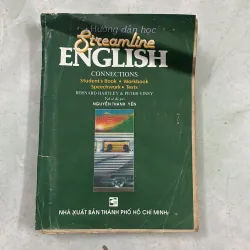 Hướng dẫn học
Streamline
ENGLISH
CONNECTIONS
Student's Book • Workbook
Speechwork • Tests
BERNARD HARTLEY & PETER VINEY
NGUYỄN THÀNH YẾN
NHÀ XUẤT BẢN THÀNH PHỐ HỒ CHÍ MINH